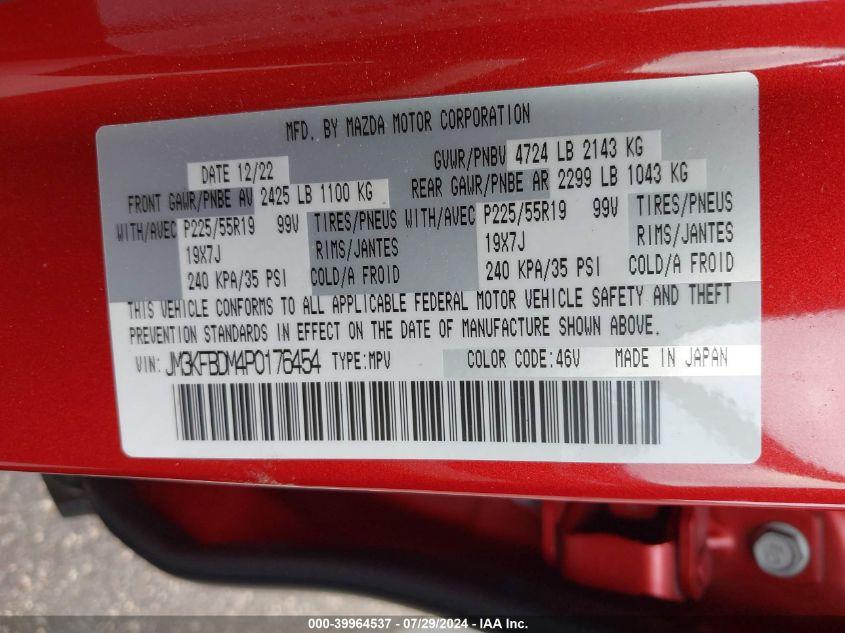 MFD. BY MAZDA MOTOR CORPORATION
DATE 12/22 GVWR/PNBV 4724 LB 2143 KG
FRONT GAWR/PNBE AV 2425 LB 1100 KG REAR GAWR/PNBE AR 2299 LB 1043 KG
WITH/AVEC P225/55R19 99V TIRES/PNEUS WITH/AVEC P225/55R19 99V TIRES/PNEUS
19X7J RIMS/JANTES 19X7J RIMS/JANTES
240 KPA/35 PSI COLD/A FROID 240 KPA/35 PSI COLD/A FROID
THIS VEHICLE CONFORMS TO ALL APPLICABLE FEDERAL MOTOR VEHICLE SAFETY AND THEFT
PREVENTION STANDARDS IN EFFECT ON THE DATE OF MANUFACTURE SHOWN ABOVE.
VIN: JM3KFBDM4P0176454 TYPE:MPV COLOR CODE:46V MADE IN JAPAN
000-39964537 - 07/29/2024 - IAA, Inc.